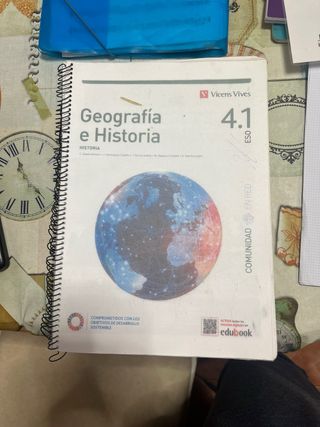 Vicens Vives
Geografía
e Historia
HISTORIA
4.1
ESO
COMUNIDAD EN RED
COMPROMETIDOS CON LOS
OBJETIVOS DE DESARROLLO
SOSTENIBLE
edubook